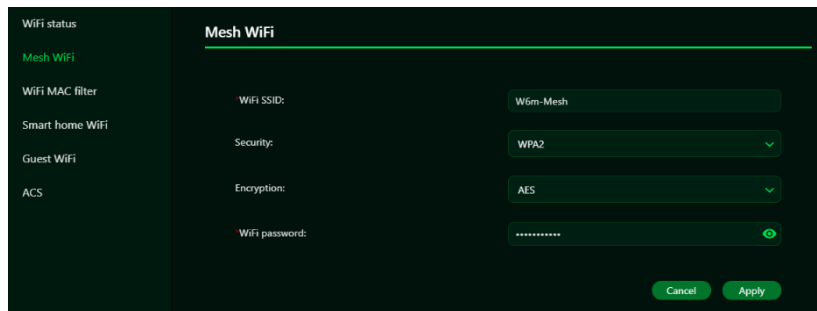 WiFi status
Mesh WiFi
WiFi MAC filter
Smart home WiFi
Guest WiFi
ACS
Mesh WiFi
*WiFi SSID: W6m-Mesh
Security: WPA2
Encryption: AES
*WiFi password: •••••••••••
Cancel Apply